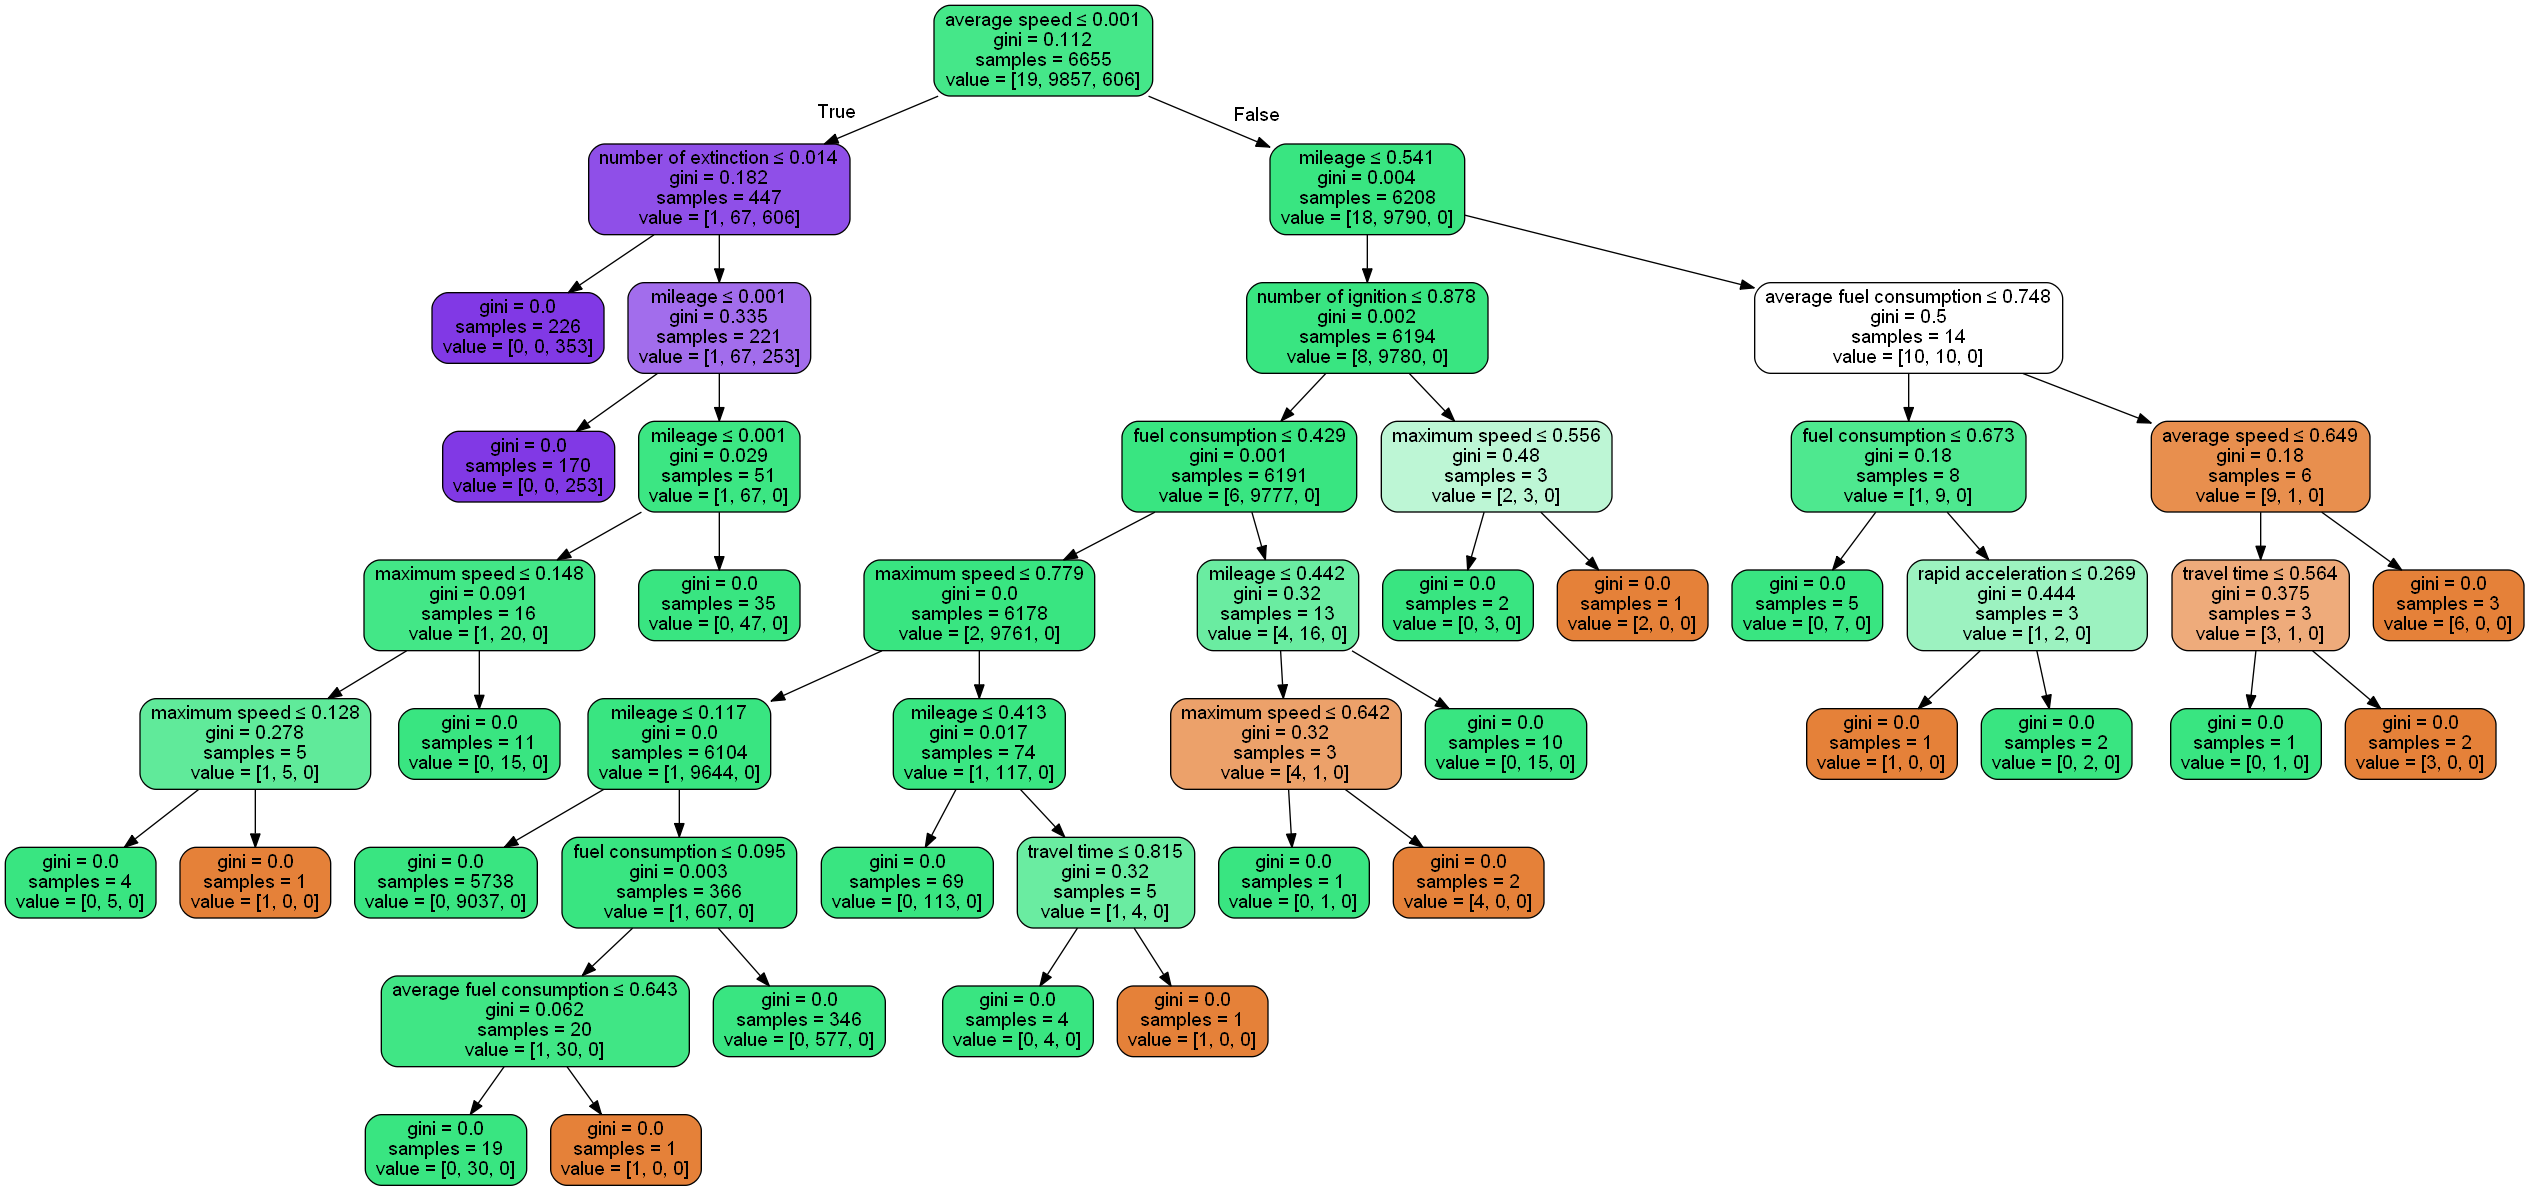 average speed ≤ 0.001
gini = 0.112
samples = 6655
value = [19, 9857, 606]
True
False
number of extinction ≤ 0.014
gini = 0.182
samples = 447
value = [1, 67, 606]
mileage ≤ 0.541
gini = 0.004
samples = 6208
value = [18, 9790, 0]
gini = 0.0
samples = 226
value = [0, 0, 353]
mileage ≤ 0.001
gini = 0.335
samples = 221
value = [1, 67, 253]
number of ignition ≤ 0.878
gini = 0.002
samples = 6194
value = [8, 9780, 0]
average fuel consumption ≤ 0.748
gini = 0.5
samples = 14
value = [10, 10, 0]
gini = 0.0
samples = 170
value = [0, 0, 253]
mileage ≤ 0.001
gini = 0.029
samples = 51
value = [1, 67, 0]
fuel consumption ≤ 0.429
gini = 0.001
samples = 6191
value = [6, 9777, 0]
maximum speed ≤ 0.556
gini = 0.48
samples = 3
value = [2, 3, 0]
fuel consumption ≤ 0.673
gini = 0.18
samples = 8
value = [1, 9, 0]
average speed ≤ 0.649
gini = 0.18
samples = 6
value = [9, 1, 0]
maximum speed ≤ 0.148
gini = 0.091
samples = 16
value = [1, 20, 0]
gini = 0.0
samples = 35
value = [0, 47, 0]
maximum speed ≤ 0.779
gini = 0.0
samples = 6178
value = [2, 9761, 0]
mileage ≤ 0.442
gini = 0.32
samples = 13
value = [4, 16, 0]
gini = 0.0
samples = 2
value = [0, 3, 0]
gini = 0.0
samples = 1
value = [2, 0, 0]
gini = 0.0
samples = 5
value = [0, 7, 0]
rapid acceleration ≤ 0.269
gini = 0.444
samples = 3
value = [1, 2, 0]
travel time ≤ 0.564
gini = 0.375
samples = 3
value = [3, 1, 0]
gini = 0.0
samples = 3
value = [6, 0, 0]
maximum speed ≤ 0.128
gini = 0.278
samples = 5
value = [1, 5, 0]
gini = 0.0
samples = 11
value = [0, 15, 0]
mileage ≤ 0.117
gini = 0.0
samples = 6104
value = [1, 9644, 0]
mileage ≤ 0.413
gini = 0.017
samples = 74
value = [1, 117, 0]
maximum speed ≤ 0.642
gini = 0.32
samples = 3
value = [4, 1, 0]
gini = 0.0
samples = 10
value = [0, 15, 0]
gini = 0.0
samples = 1
value = [1, 0, 0]
gini = 0.0
samples = 2
value = [0, 2, 0]
gini = 0.0
samples = 1
value = [0, 1, 0]
gini = 0.0
samples = 2
value = [3, 0, 0]
gini = 0.0
samples = 4
value = [0, 5, 0]
gini = 0.0
samples = 1
value = [1, 0, 0]
gini = 0.0
samples = 5738
value = [0, 9037, 0]
fuel consumption ≤ 0.095
gini = 0.003
samples = 366
value = [1, 607, 0]
gini = 0.0
samples = 69
value = [0, 113, 0]
travel time ≤ 0.815
gini = 0.32
samples = 5
value = [1, 4, 0]
gini = 0.0
samples = 1
value = [0, 1, 0]
gini = 0.0
samples = 2
value = [4, 0, 0]
average fuel consumption ≤ 0.643
gini = 0.062
samples = 20
value = [1, 30, 0]
gini = 0.0
samples = 346
value = [0, 577, 0]
gini = 0.0
samples = 4
value = [0, 4, 0]
gini = 0.0
samples = 1
value = [1, 0, 0]
gini = 0.0
samples = 19
value = [0, 30, 0]
gini = 0.0
samples = 1
value = [1, 0, 0]